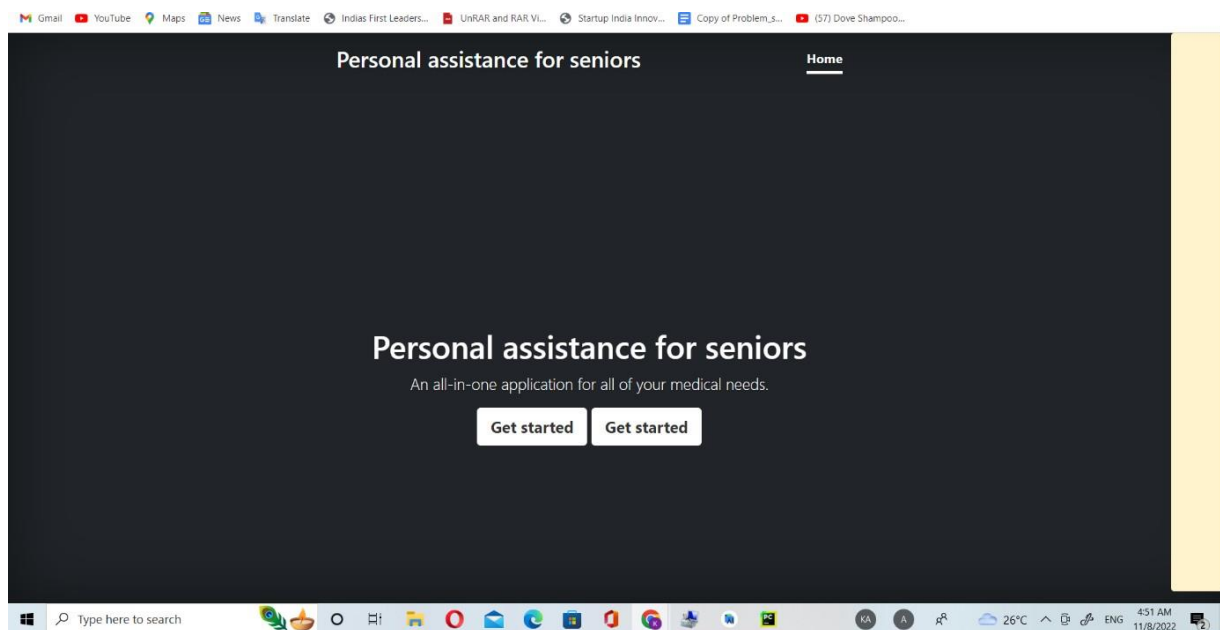 Gmail YouTube Maps News Translate Indias First Leaders... UnRAR and RAR Vi... Startup India Innov... Copy of Problem_s... (57) Dove Shampoo...
Personal assistance for seniors Home
Personal assistance for seniors
An all-in-one application for all of your medical needs.
Get started Get started
Type here to search KA A 26°C ENG 4:51 AM
11/8/2022 2